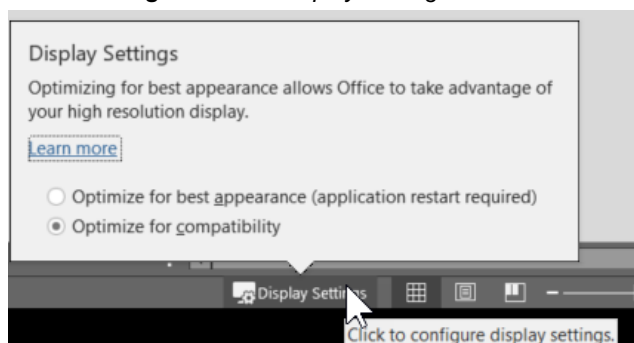 Display Settings
Optimizing for best appearance allows Office to take advantage of
your high resolution display.
Learn more
Optimize for best appearance (application restart required)
Optimize for compatibility
Display Settings
Click to configure display settings.